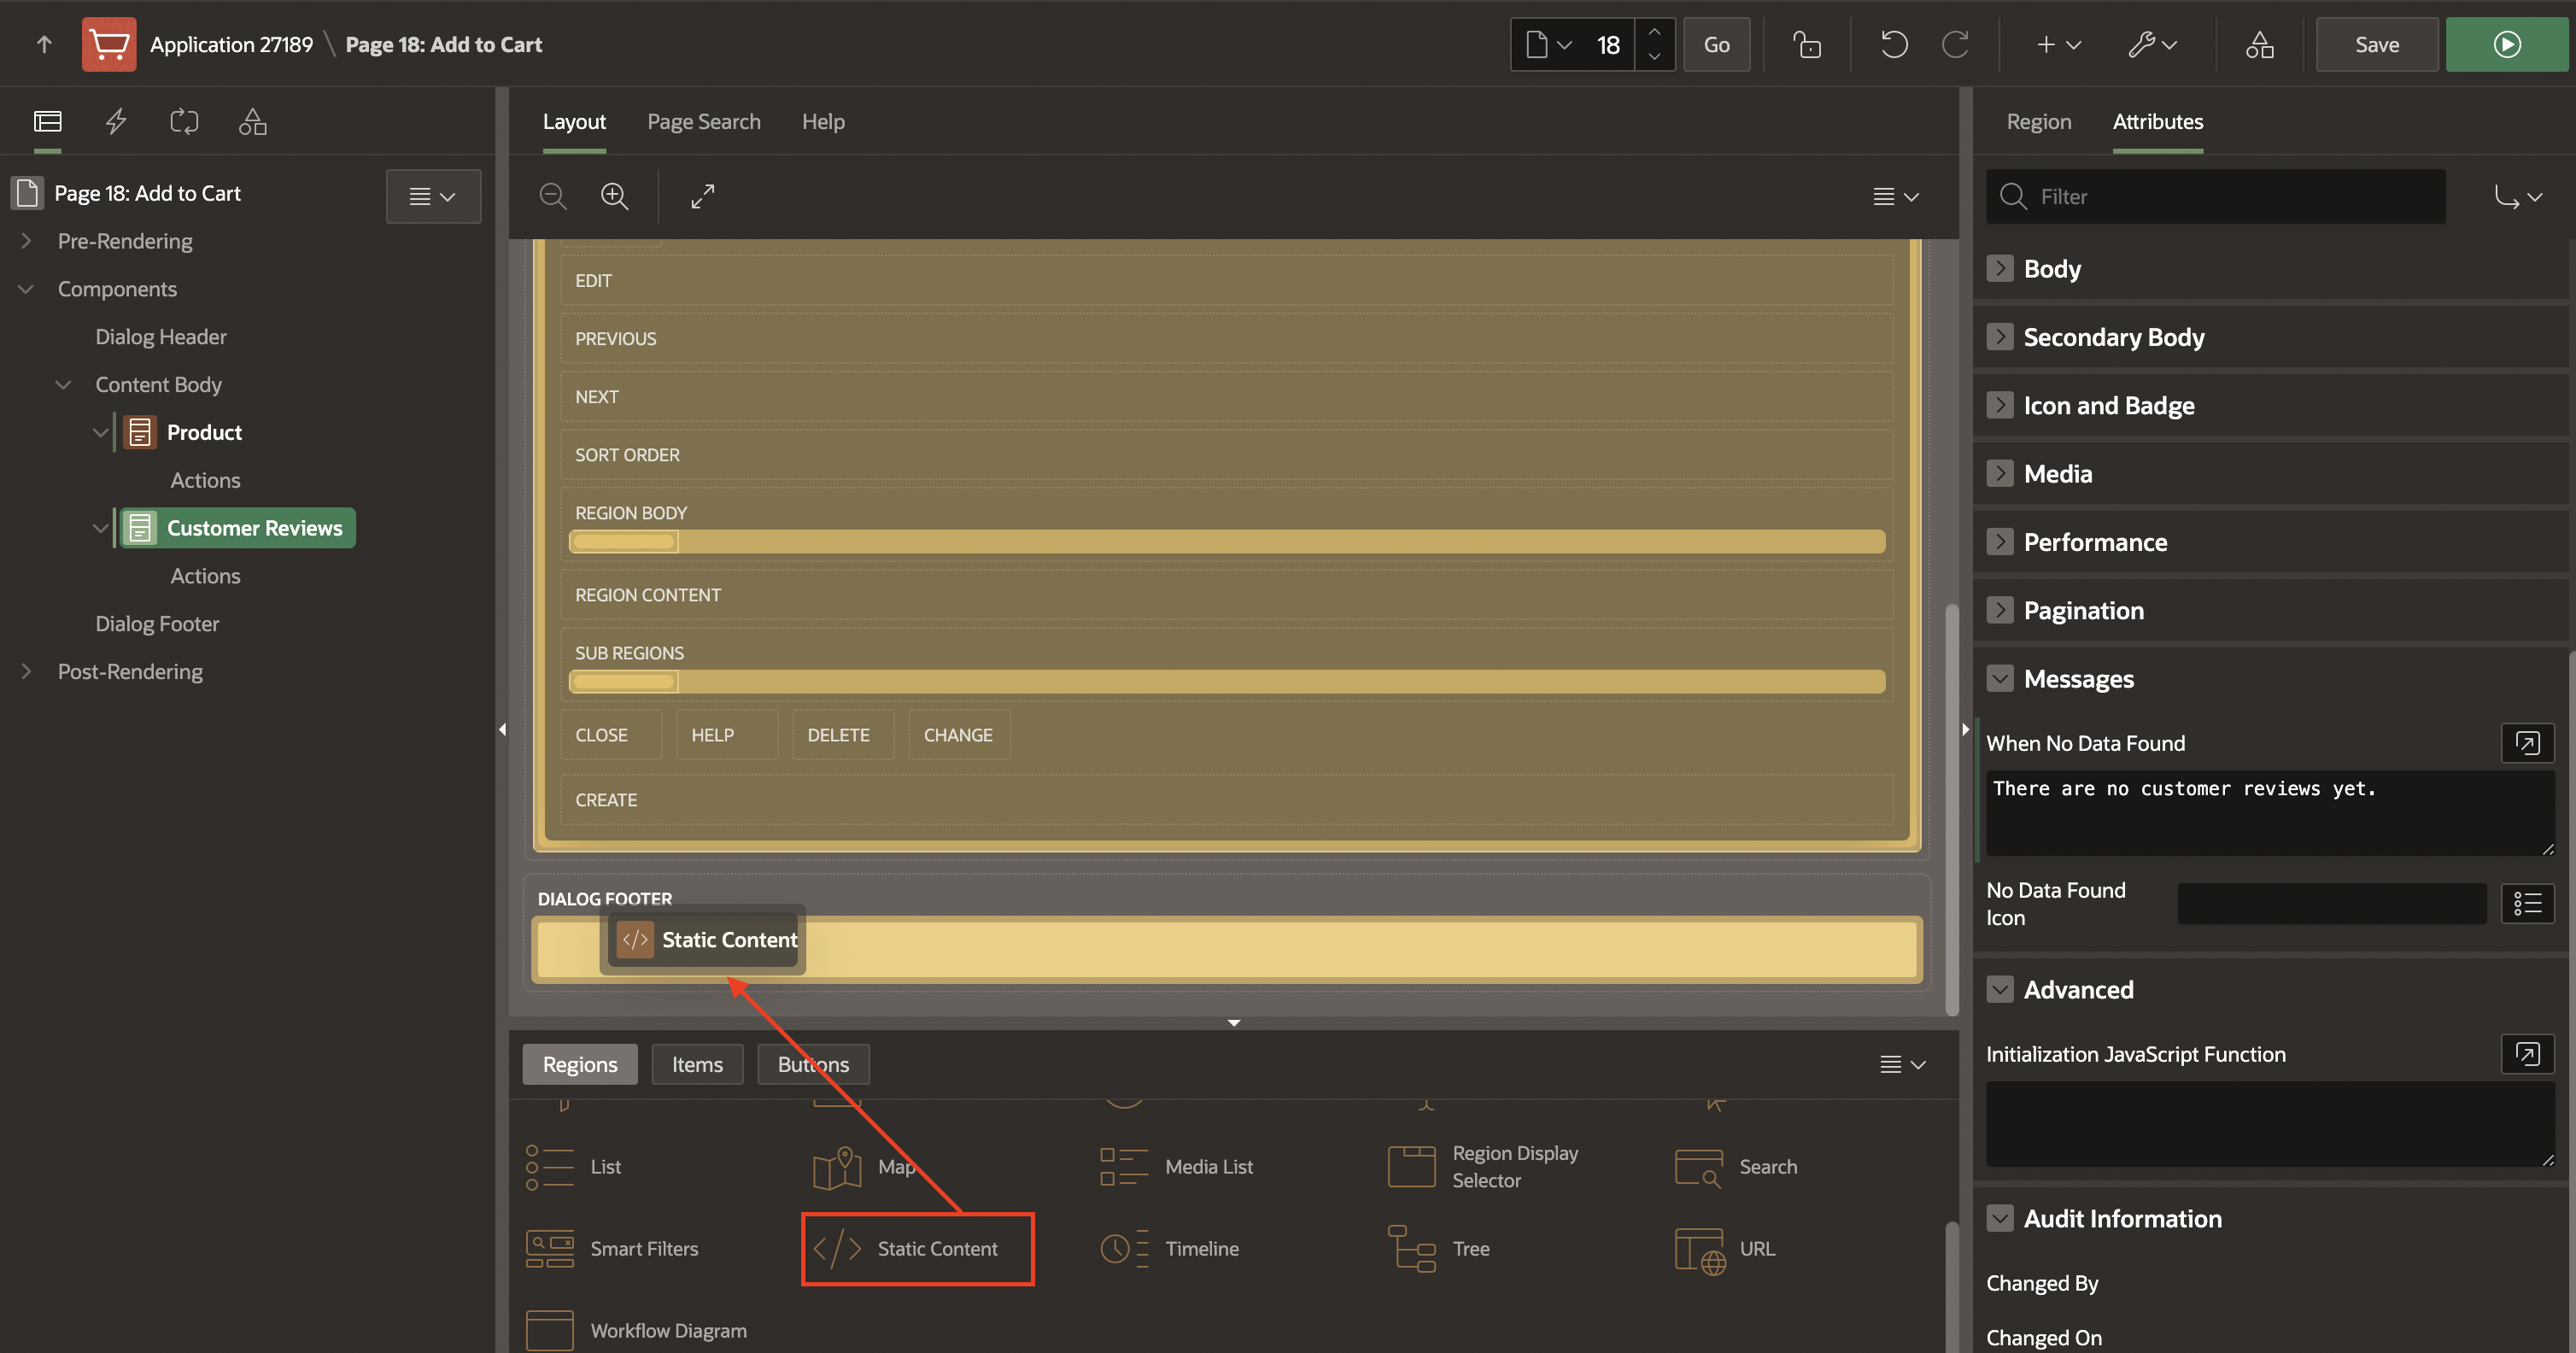 Application 27189 \ Page 18: Add to Cart
18
Go
Save
Page 18: Add to Cart
Pre-Rendering
Components
Dialog Header
Content Body
Product
Actions
Customer Reviews
Actions
Dialog Footer
Post-Rendering
Layout
Page Search
Help
EDIT
PREVIOUS
NEXT
SORT ORDER
REGION BODY
REGION CONTENT
SUB REGIONS
CLOSE
HELP
DELETE
CHANGE
CREATE
DIALOG FOOTER
Static Content
Regions
Items
Buttons
List
Map
Media List
Region Display
Selector
Search
Smart Filters
Static Content
Timeline
Tree
URL
Workflow Diagram
Region
Attributes
Filter
Body
Secondary Body
Icon and Badge
Media
Performance
Pagination
Messages
When No Data Found
There are no customer reviews yet.
No Data Found
Icon
Advanced
Initialization JavaScript Function
Audit Information
Changed By
Changed On